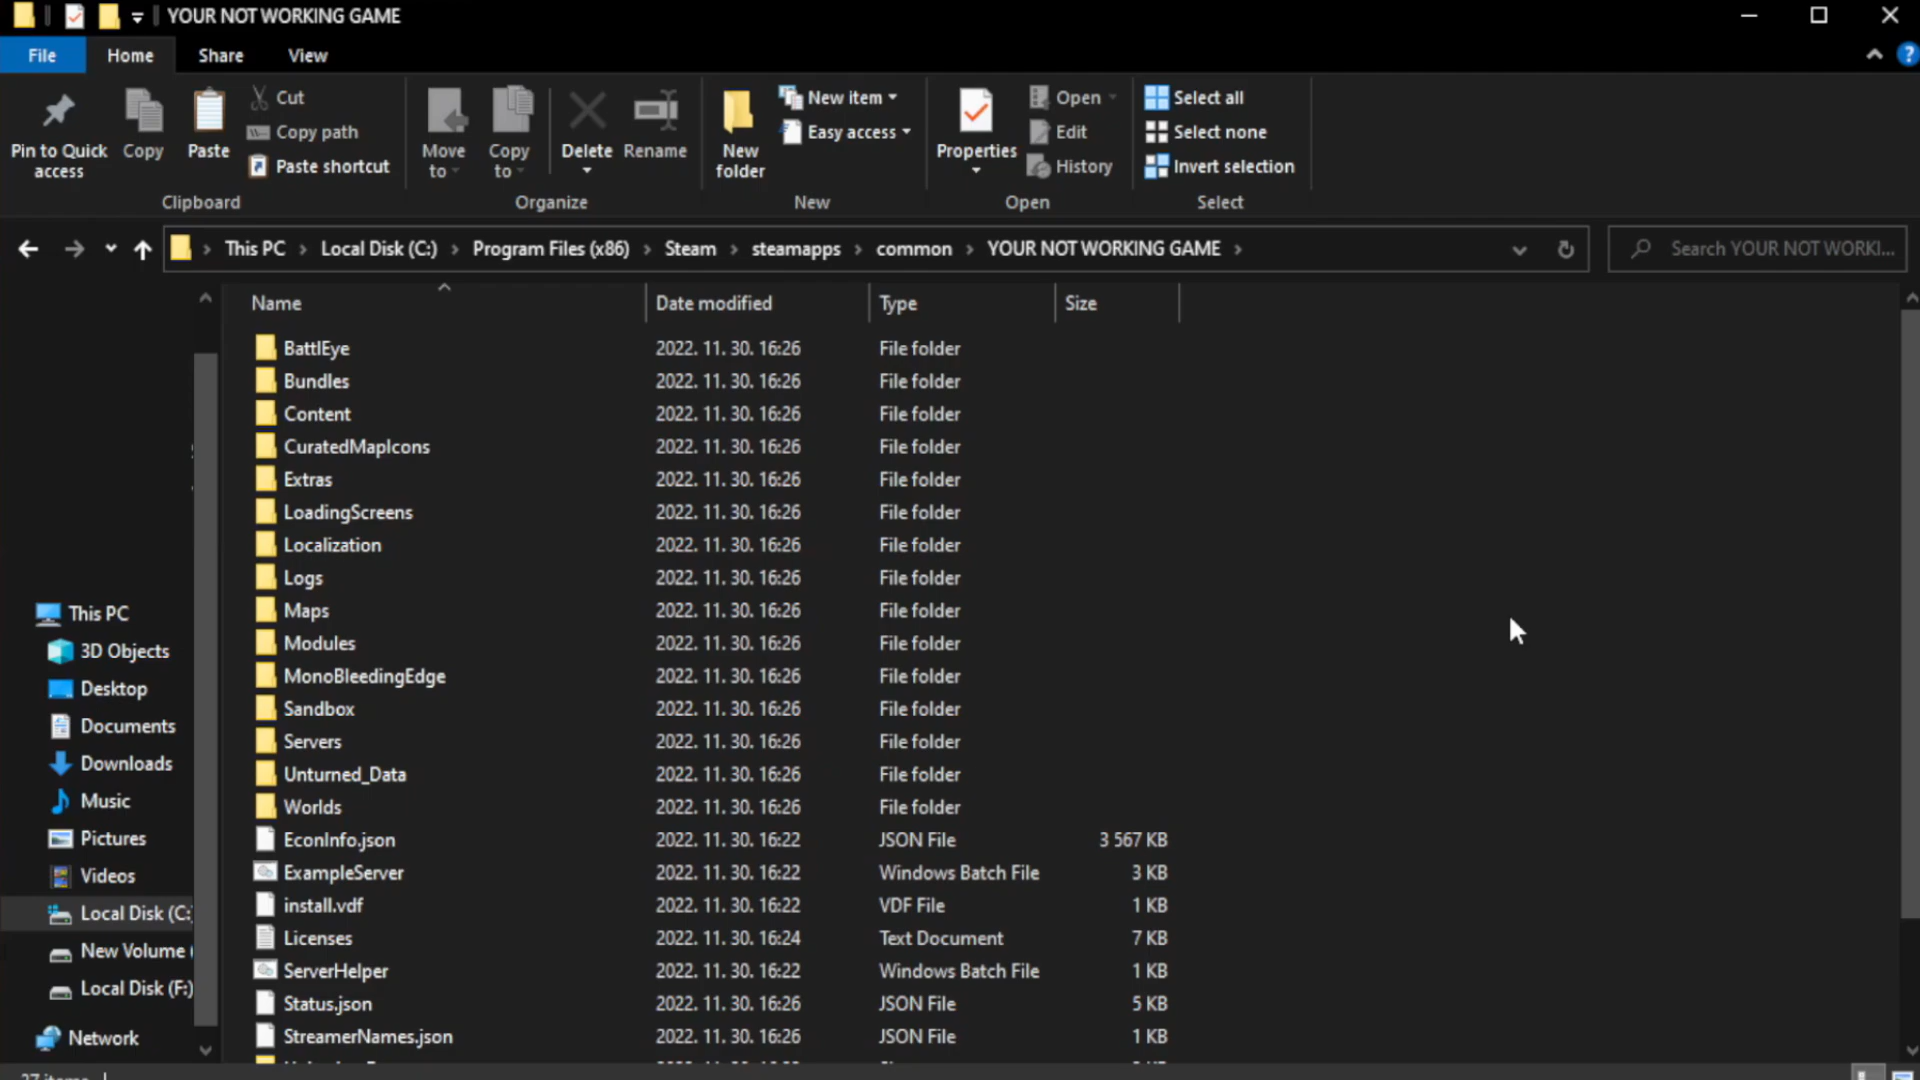 YOUR NOT WORKING GAME
File Home Share View
Pin to Quick access
Copy
Paste
Cut
Copy path
Paste shortcut
Clipboard
Move to
Copy to
Delete
Rename
Organize
New folder
New item
Easy access
New
Properties
Open
Edit
History
Open
Select all
Select none
Invert selection
Select
This PC > Local Disk (C:) > Program Files (x86) > Steam > steamapps > common > YOUR NOT WORKING GAME >
Search YOUR NOT WORKI...
This PC
3D Objects
Desktop
Documents
Downloads
Music
Pictures
Videos
Local Disk (C:
New Volume (
Local Disk (F:)
Network
Name Date modified Type Size
BattlEye 2022. 11. 30. 16:26 File folder
Bundles 2022. 11. 30. 16:26 File folder
Content 2022. 11. 30. 16:26 File folder
CuratedMapIcons 2022. 11. 30. 16:26 File folder
Extras 2022. 11. 30. 16:26 File folder
LoadingScreens 2022. 11. 30. 16:26 File folder
Localization 2022. 11. 30. 16:26 File folder
Logs 2022. 11. 30. 16:26 File folder
Maps 2022. 11. 30. 16:26 File folder
Modules 2022. 11. 30. 16:26 File folder
MonoBleedingEdge 2022. 11. 30. 16:26 File folder
Sandbox 2022. 11. 30. 16:26 File folder
Servers 2022. 11. 30. 16:26 File folder
Unturned_Data 2022. 11. 30. 16:26 File folder
Worlds 2022. 11. 30. 16:26 File folder
EconInfo.json 2022. 11. 30. 16:22 JSON File 3 567 KB
ExampleServer 2022. 11. 30. 16:22 Windows Batch File 3 KB
install.vdf 2022. 11. 30. 16:22 VDF File 1 KB
Licenses 2022. 11. 30. 16:24 Text Document 7 KB
ServerHelper 2022. 11. 30. 16:22 Windows Batch File 1 KB
Status.json 2022. 11. 30. 16:26 JSON File 5 KB
StreamerNames.json 2022. 11. 30. 16:26 JSON File 1 KB